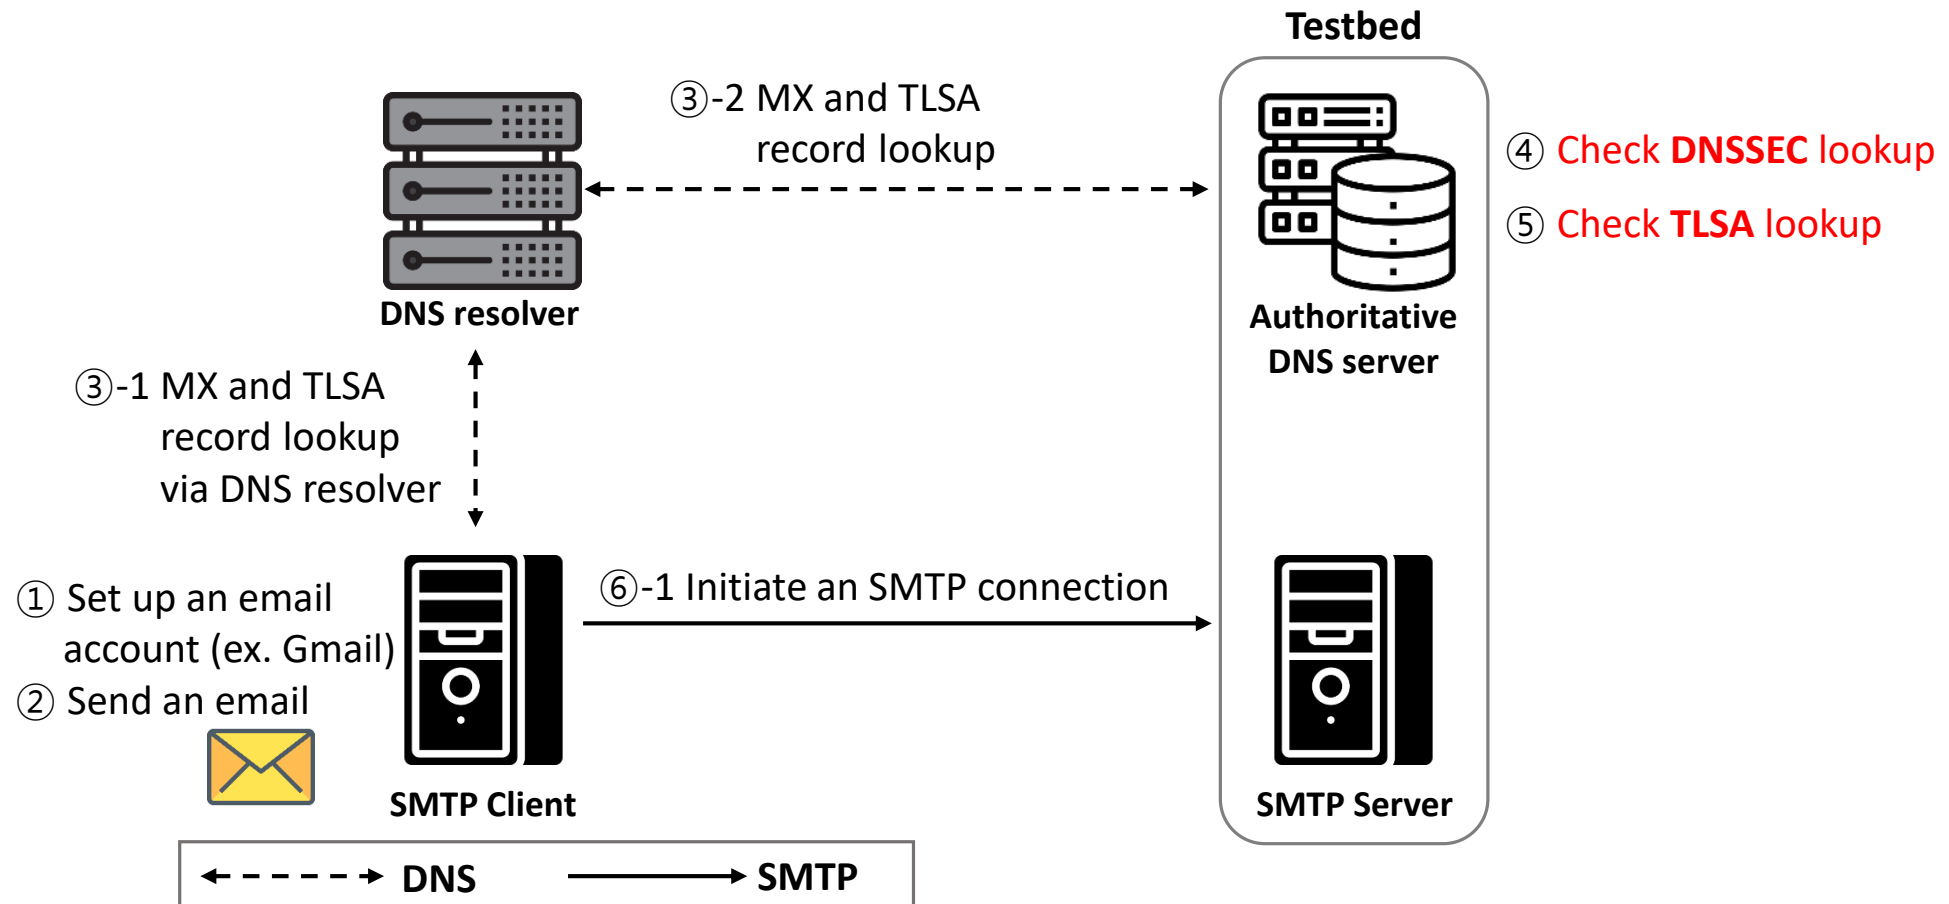 Testbed
③-2 MX and TLSA
record lookup
④ Check DNSSEC lookup
⑤ Check TLSA lookup
DNS resolver
Authoritative
DNS server
③-1 MX and TLSA
record lookup
via DNS resolver
① Set up an email
account (ex. Gmail)
② Send an email
⑥-1 Initiate an SMTP connection
SMTP Client
SMTP Server
DNS
SMTP